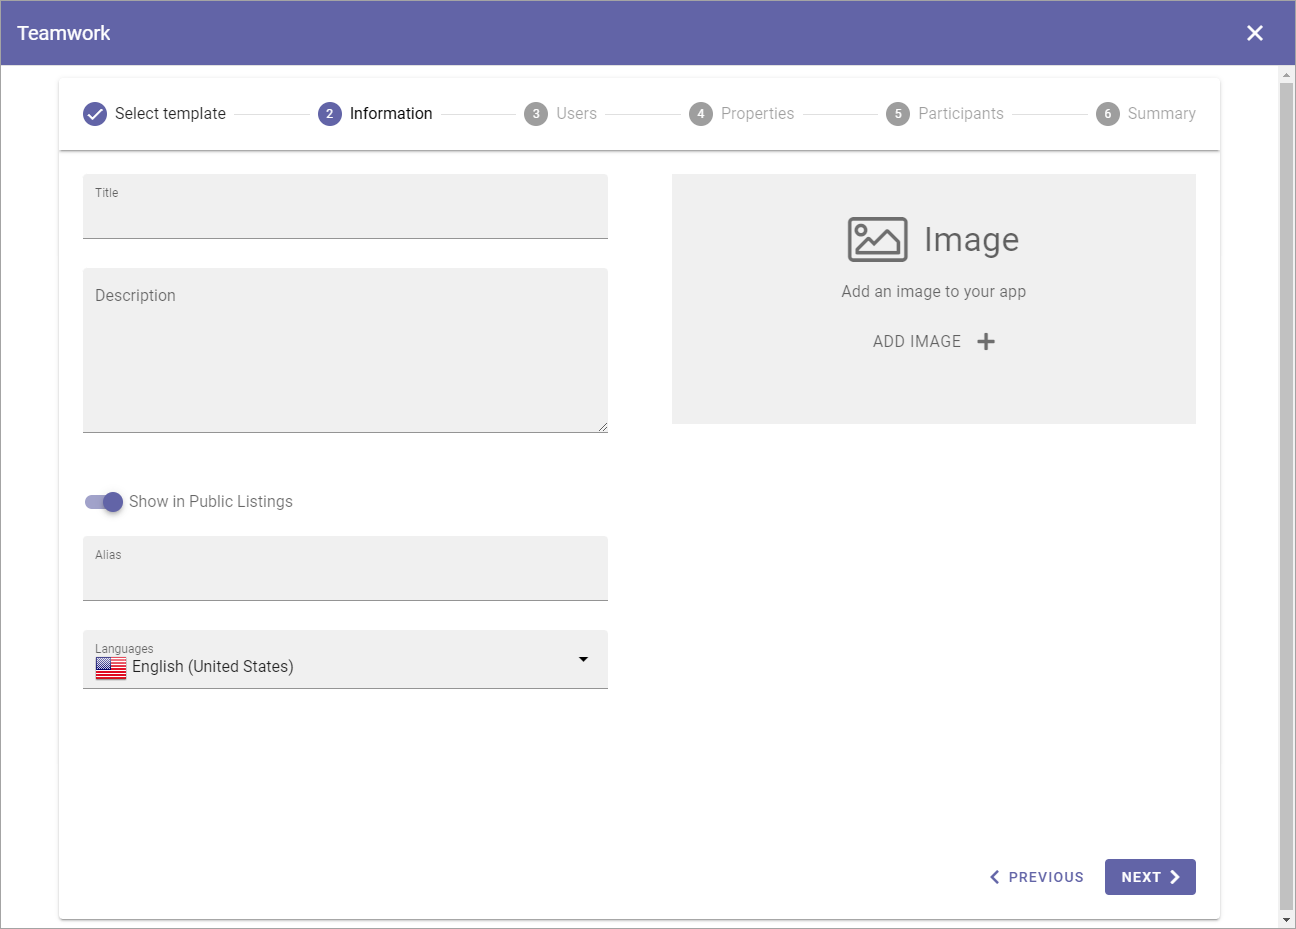 Teamwork
Select template
2 Information
3 Users
4 Properties
5 Participants
6 Summary
Title
Description
Image
Add an image to your app
ADD IMAGE
Show in Public Listings
Alias
Languages
English (United States)
PREVIOUS
NEXT